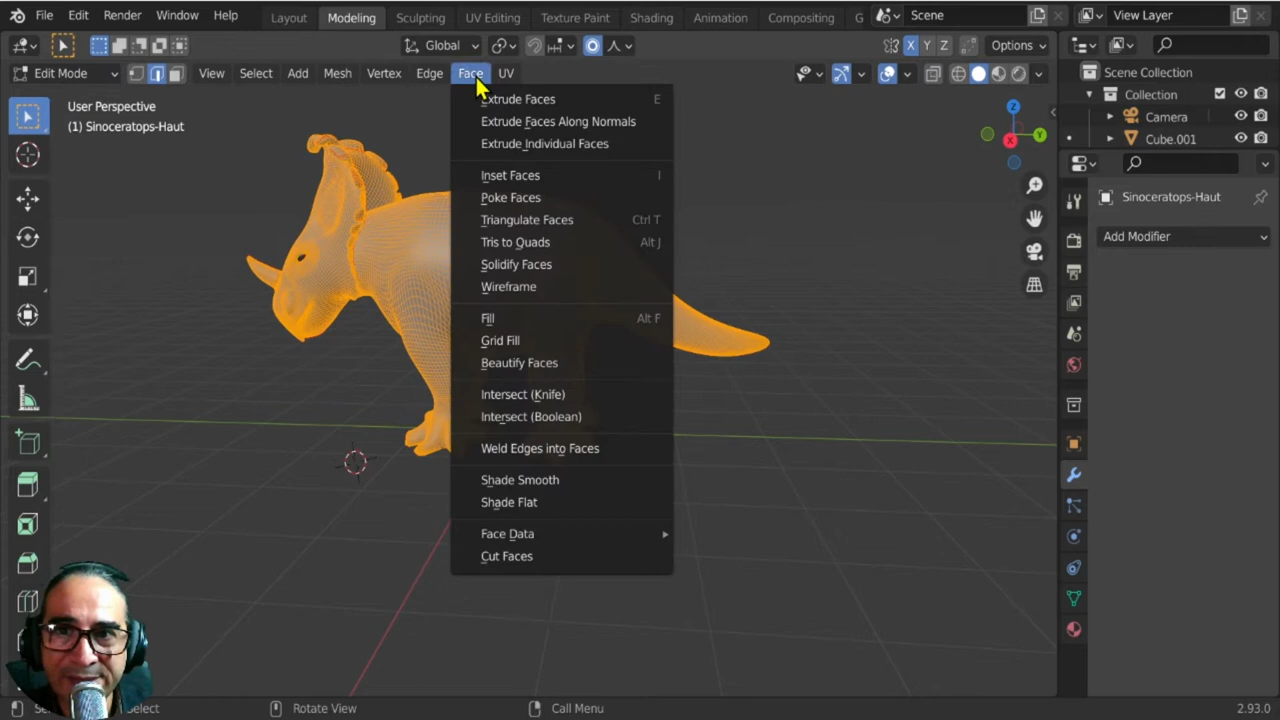 File Edit Render Window Help Layout Modeling Sculpting UV Editing Texture Paint Shading Animation Compositing G Scene View Layer
Global X Y Z Options
Edit Mode View Select Add Mesh Vertex Edge Face UV
User Perspective
(1) Sinoceratops-Haut
Extrude Faces E
Extrude Faces Along Normals
Extrude Individual Faces
Inset Faces I
Poke Faces
Triangulate Faces Ctrl T
Tris to Quads Alt J
Solidify Faces
Wireframe
Fill Alt F
Grid Fill
Beautify Faces
Intersect (Knife)
Intersect (Boolean)
Weld Edges into Faces
Shade Smooth
Shade Flat
Face Data
Cut Faces
Z
X Y
Scene Collection
Collection
Camera
Cube.001
Sinoceratops-Haut
Add Modifier
Select Rotate View Call Menu 2.93.0